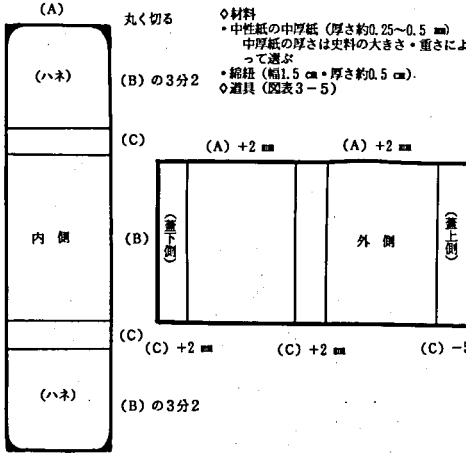 (A)
丸く切る
◇材料
・中性紙の中厚紙（厚さ約0.25～0.5 mm）
中厚紙の厚さは史料の大きさ・重さによ
って選ぶ
・綿紐（幅1.5 cm・厚さ約0.5 cm）.
◇道具（図表3－5）
(ハネ)
(B) の3分2
(C)
(A) +2 mm
(A) +2 mm
内 側
(B)
(蓋下側)
外 側
(蓋上側)
(C)
(C) +2 mm
(C) +2 mm
(C) -5
(ハネ)
(B) の3分2